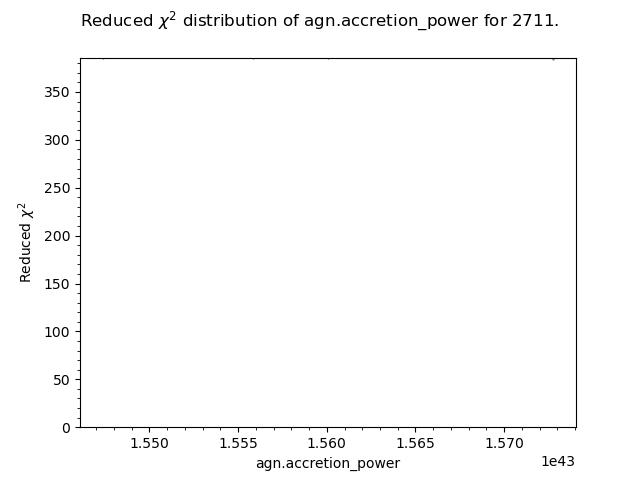 Reduced χ² distribution of agn.accretion_power for 2711.
350
300
250
200
150
100
50
0
Reduced χ²
1.550 1.555 1.560 1.565 1.570
1e43
agn.accretion_power